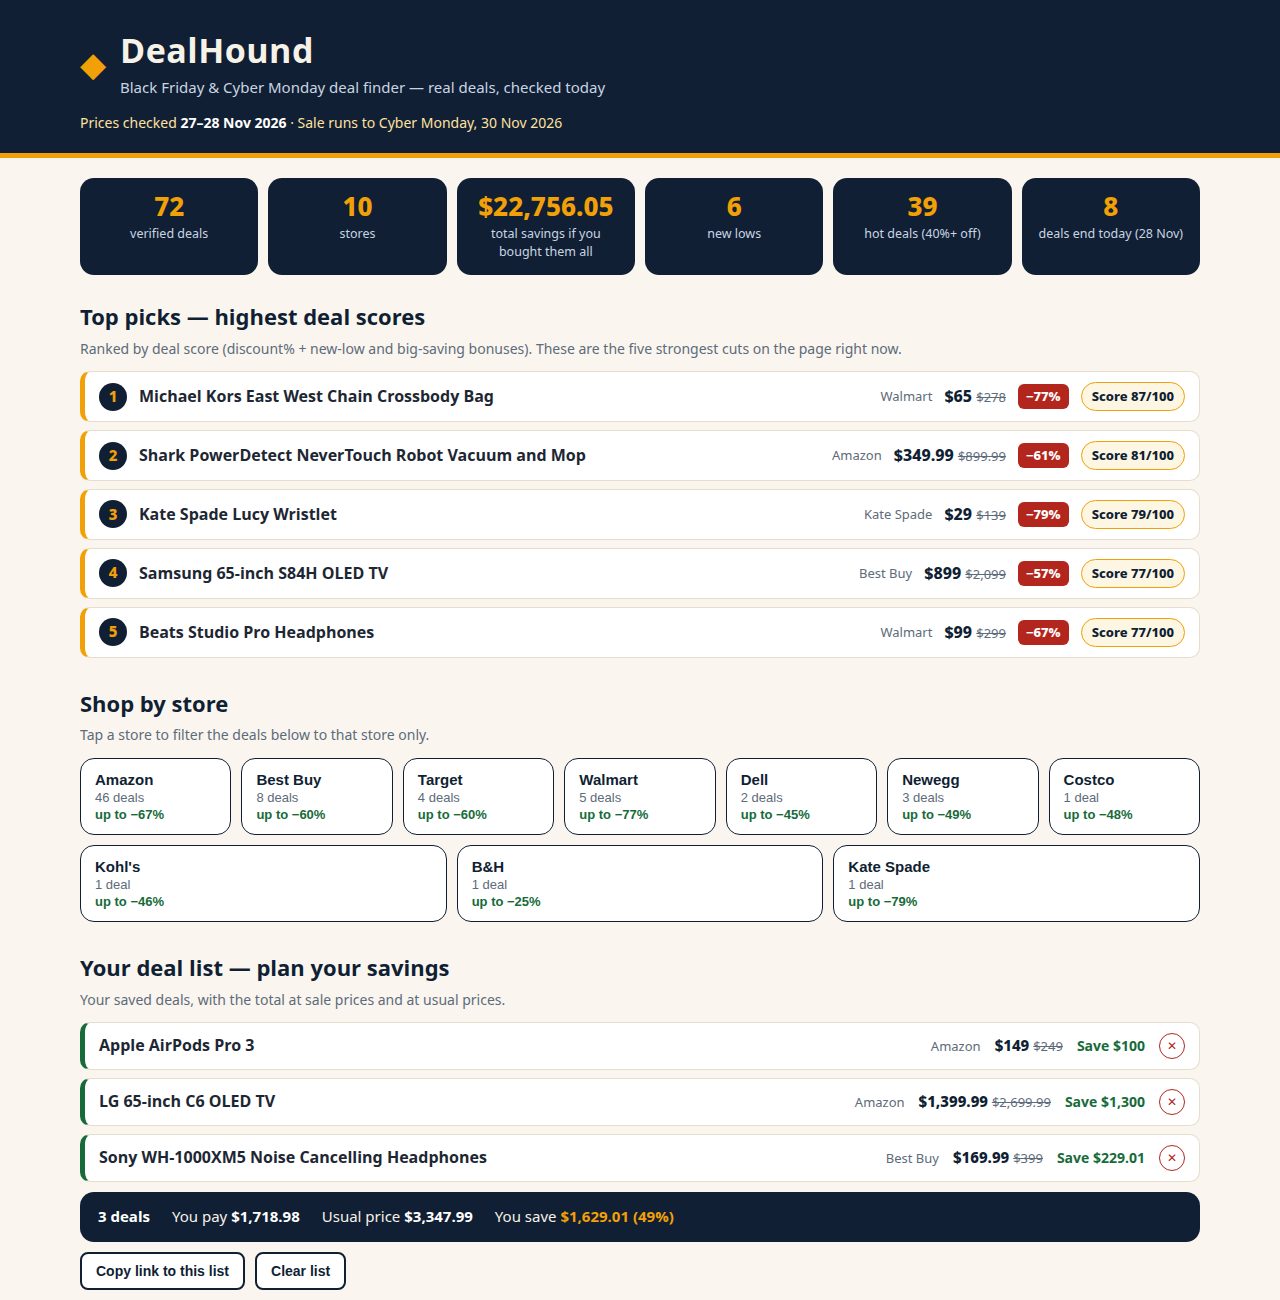 DealHound
Black Friday & Cyber Monday deal finder — real deals, checked today
Prices checked 27–28 Nov 2026 · Sale runs to Cyber Monday, 30 Nov 2026
72
verified deals
10
stores
$22,756.05
total savings if you
bought them all
6
new lows
39
hot deals (40%+ off)
8
deals end today (28 Nov)
Top picks — highest deal scores
Ranked by deal score (discount% + new-low and big-saving bonuses). These are the five strongest cuts on the page right now.
1 Michael Kors East West Chain Crossbody Bag Walmart $65 $278 −77% Score 87/100
2 Shark PowerDetect NeverTouch Robot Vacuum and Mop Amazon $349.99 $899.99 −61% Score 81/100
3 Kate Spade Lucy Wristlet Kate Spade $29 $139 −79% Score 79/100
4 Samsung 65-inch S84H OLED TV Best Buy $899 $2,099 −57% Score 77/100
5 Beats Studio Pro Headphones Walmart $99 $299 −67% Score 77/100
Shop by store
Tap a store to filter the deals below to that store only.
Amazon
46 deals
up to −67%
Best Buy
8 deals
up to −60%
Target
4 deals
up to −60%
Walmart
5 deals
up to −77%
Dell
2 deals
up to −45%
Newegg
3 deals
up to −49%
Costco
1 deal
up to −48%
Kohl's
1 deal
up to −46%
B&H
1 deal
up to −25%
Kate Spade
1 deal
up to −79%
Your deal list — plan your savings
Your saved deals, with the total at sale prices and at usual prices.
Apple AirPods Pro 3 Amazon $149 $249 Save $100 ✕
LG 65-inch C6 OLED TV Amazon $1,399.99 $2,699.99 Save $1,300 ✕
Sony WH-1000XM5 Noise Cancelling Headphones Best Buy $169.99 $399 Save $229.01 ✕
3 deals You pay $1,718.98 Usual price $3,347.99 You save $1,629.01 (49%)
Copy link to this list
Clear list